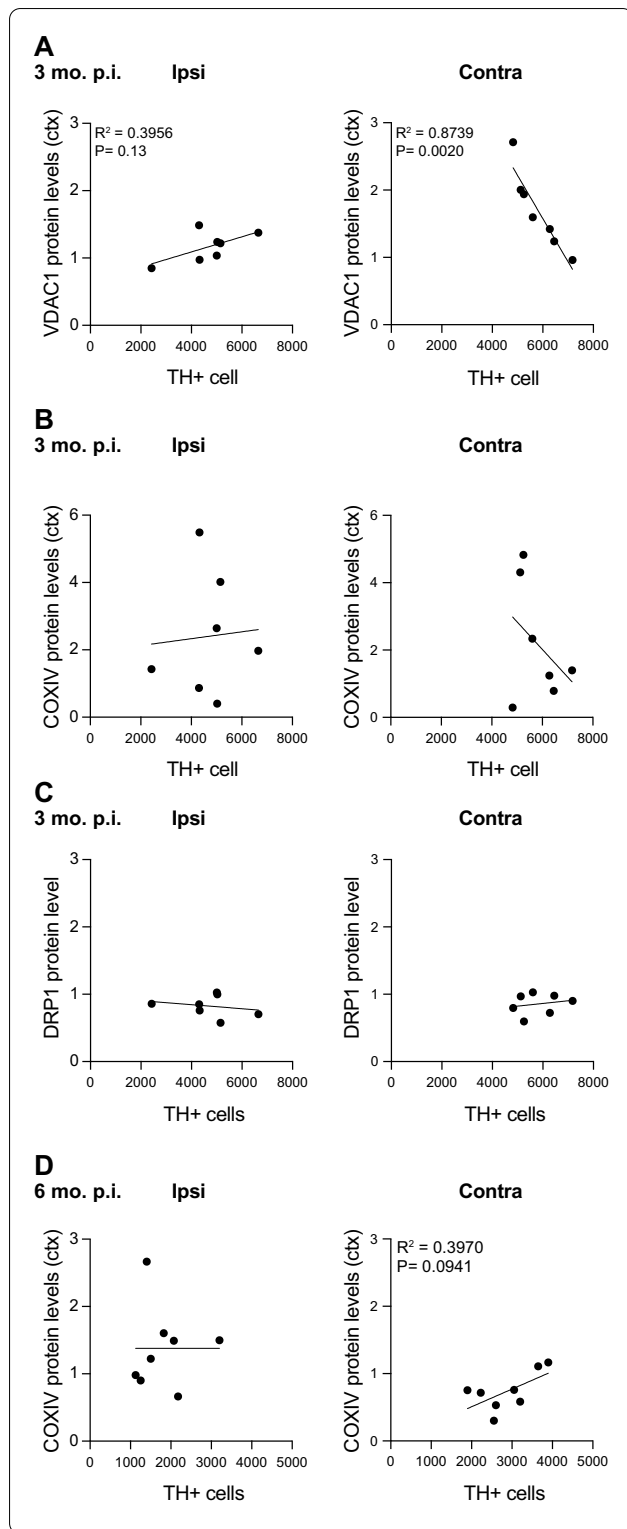 A
3 mo. p.i. Ipsi Contra
VDAC1 protein levels (ctx)
3
2
1
0
R² = 0.3956
P= 0.13
0 2000 4000 6000 8000
TH+ cell
VDAC1 protein levels (ctx)
3
2
1
0
R² = 0.8739
P= 0.0020
0 2000 4000 6000 8000
TH+ cell
B
3 mo. p.i. Ipsi Contra
COXIV protein levels (ctx)
6
4
2
0
0 2000 4000 6000 8000
TH+ cell
COXIV protein levels (ctx)
6
4
2
0
0 2000 4000 6000 8000
TH+ cell
C
3 mo. p.i. Ipsi Contra
DRP1 protein level
3
2
1
0
0 2000 4000 6000 8000
TH+ cells
DRP1 protein level
3
2
1
0
0 2000 4000 6000 8000
TH+ cells
D
6 mo. p.i. Ipsi Contra
COXIV protein levels (ctx)
3
2
1
0
0 1000 2000 3000 4000 5000
TH+ cells
COXIV protein levels (ctx)
3
2
1
0
R² = 0.3970
P= 0.0941
0 1000 2000 3000 4000 5000
TH+ cells